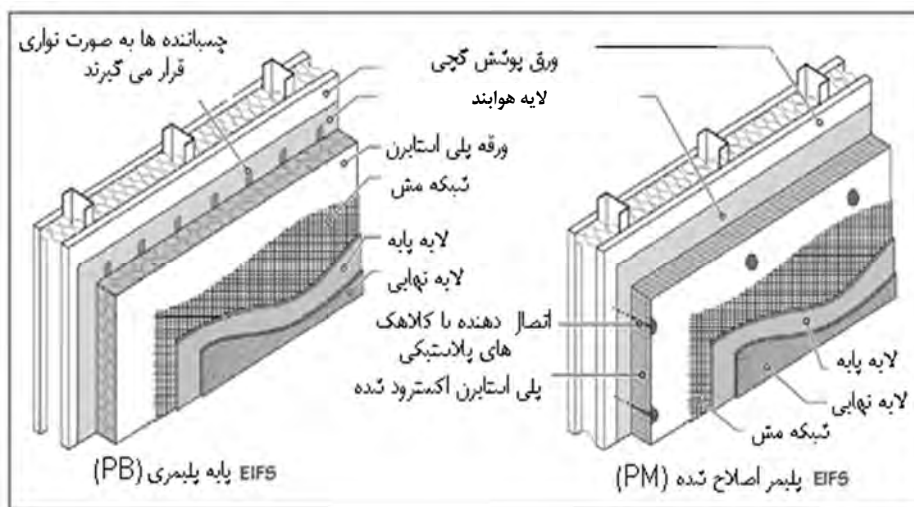 چسباننده ها به صورت نواری
قرار می گیرند
ورق پوشش گچی
لایه هوابند
ورقه پلی استایرن
شبکه مش
لایه پایه
لایه نهایی
اتصال دهنده با کلاهک
های پلاستیکی
پلی استایرن اکسترود شده
لایه پایه
لایه نهایی
شبکه مش
EIFS پایه پلیمری (PB)
EIFS پلیمر اصلاح شده (PM)